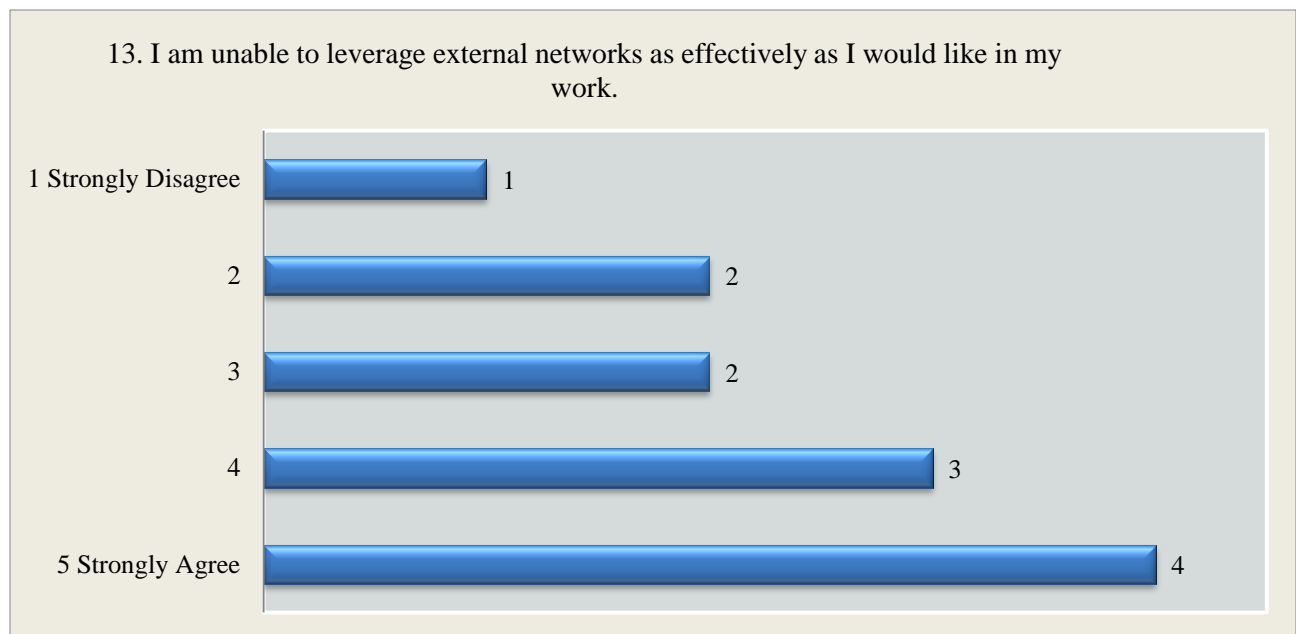 13. I am unable to leverage external networks as effectively as I would like in my
work.
1 Strongly Disagree
1
2
2
3
2
4
3
5 Strongly Agree
4